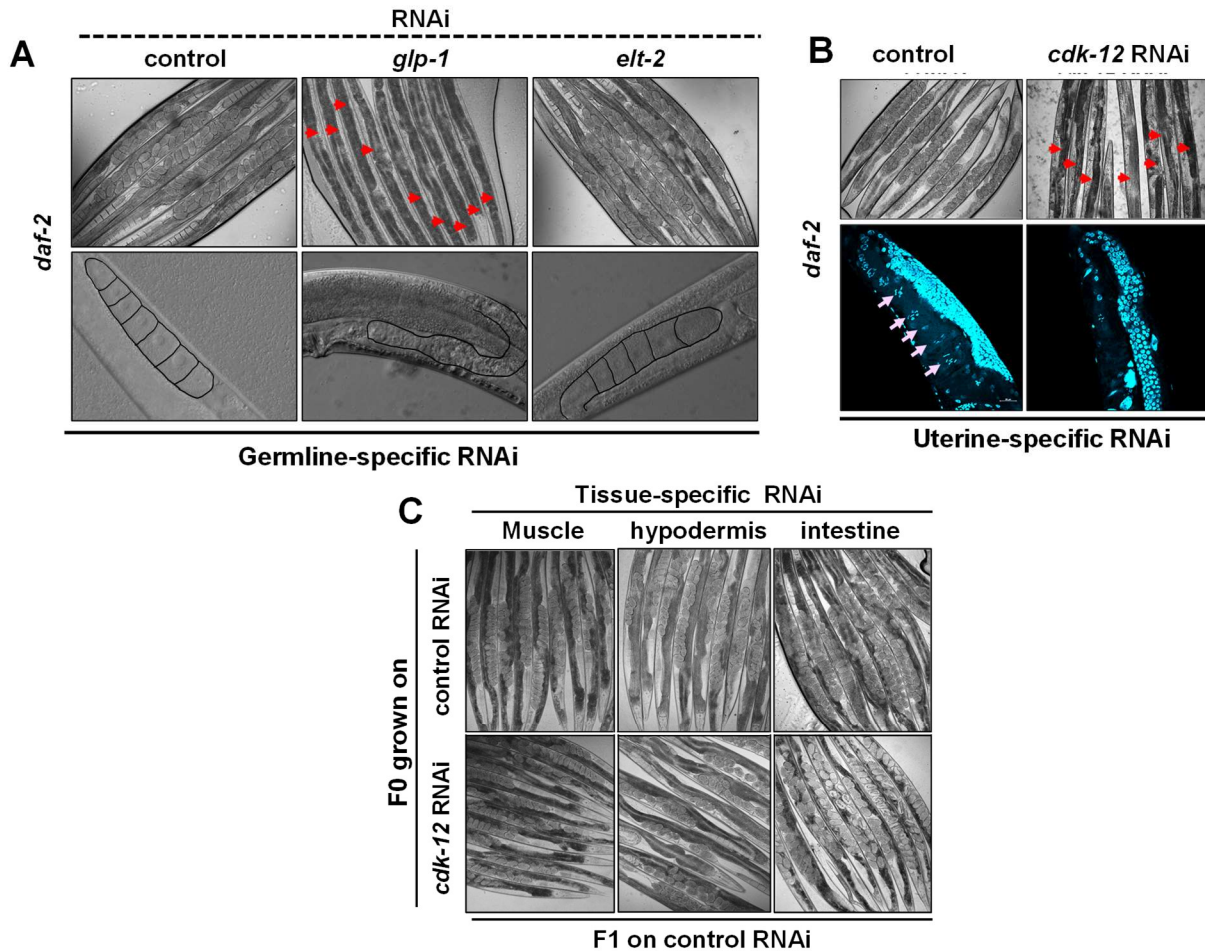 RNAi
A
control
glp-1
elt-2
daf-2
Germline-specific RNAi
B
control
cdk-12 RNAi
daf-2
Uterine-specific RNAi
C
Tissue-specific RNAi
Muscle
hypodermis
intestine
F0 grown on
control RNAi
cdk-12 RNAi
F1 on control RNAi